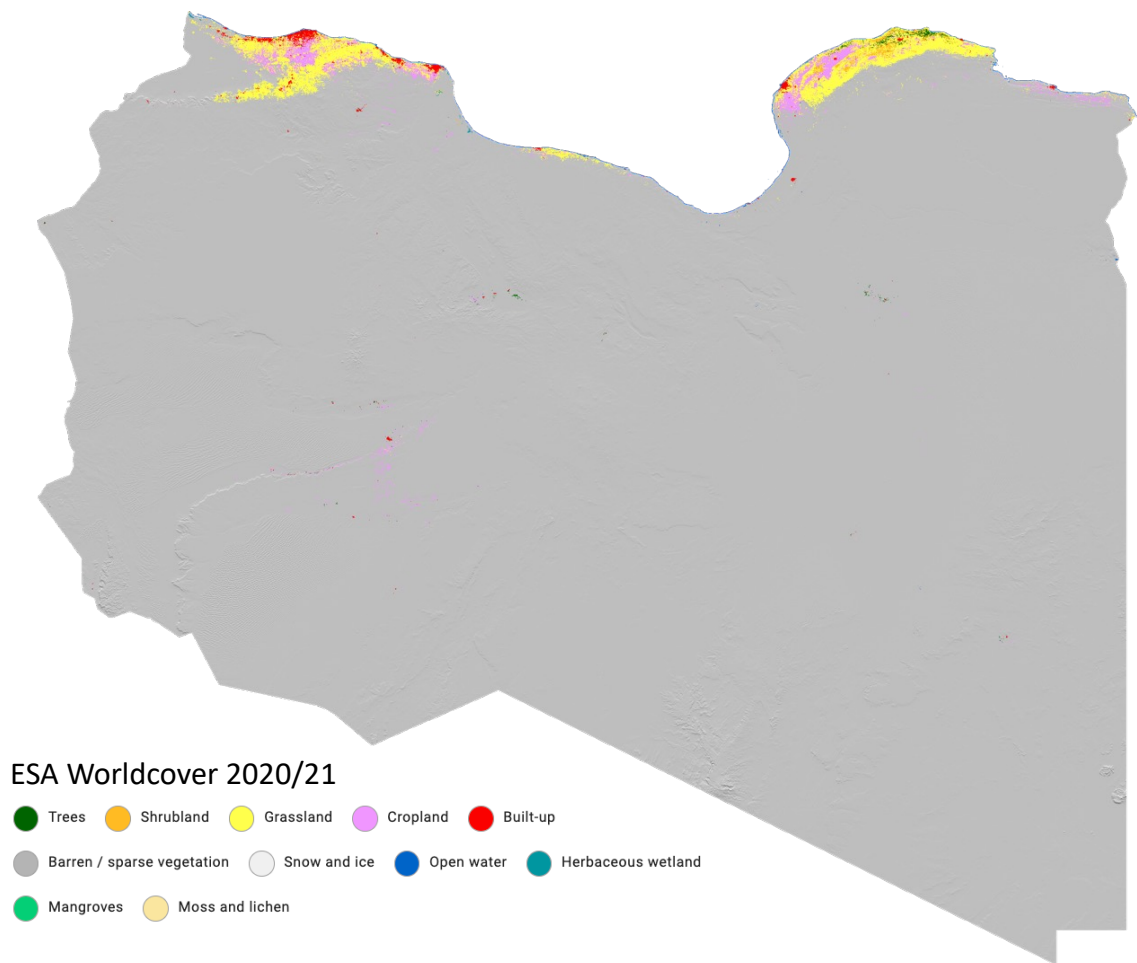 ESA Worldcover 2020/21
Trees Shrubland Grassland Cropland Built-up
Barren / sparse vegetation Snow and ice Open water Herbaceous wetland
Mangroves Moss and lichen